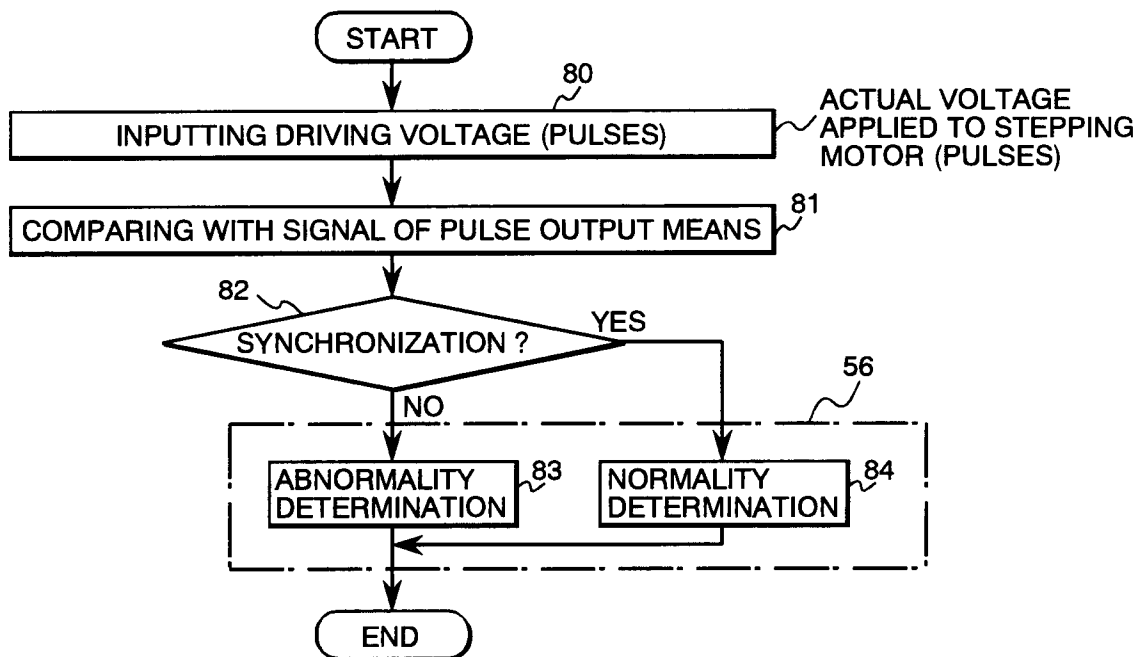 START
80
INPUTTING DRIVING VOLTAGE (PULSES)
ACTUAL VOLTAGE
APPLIED TO STEPPING
MOTOR (PULSES)
81
COMPARING WITH SIGNAL OF PULSE OUTPUT MEANS
82
SYNCHRONIZATION ?
YES
NO
56
ABNORMALITY
DETERMINATION
83
NORMALITY
DETERMINATION
84
END